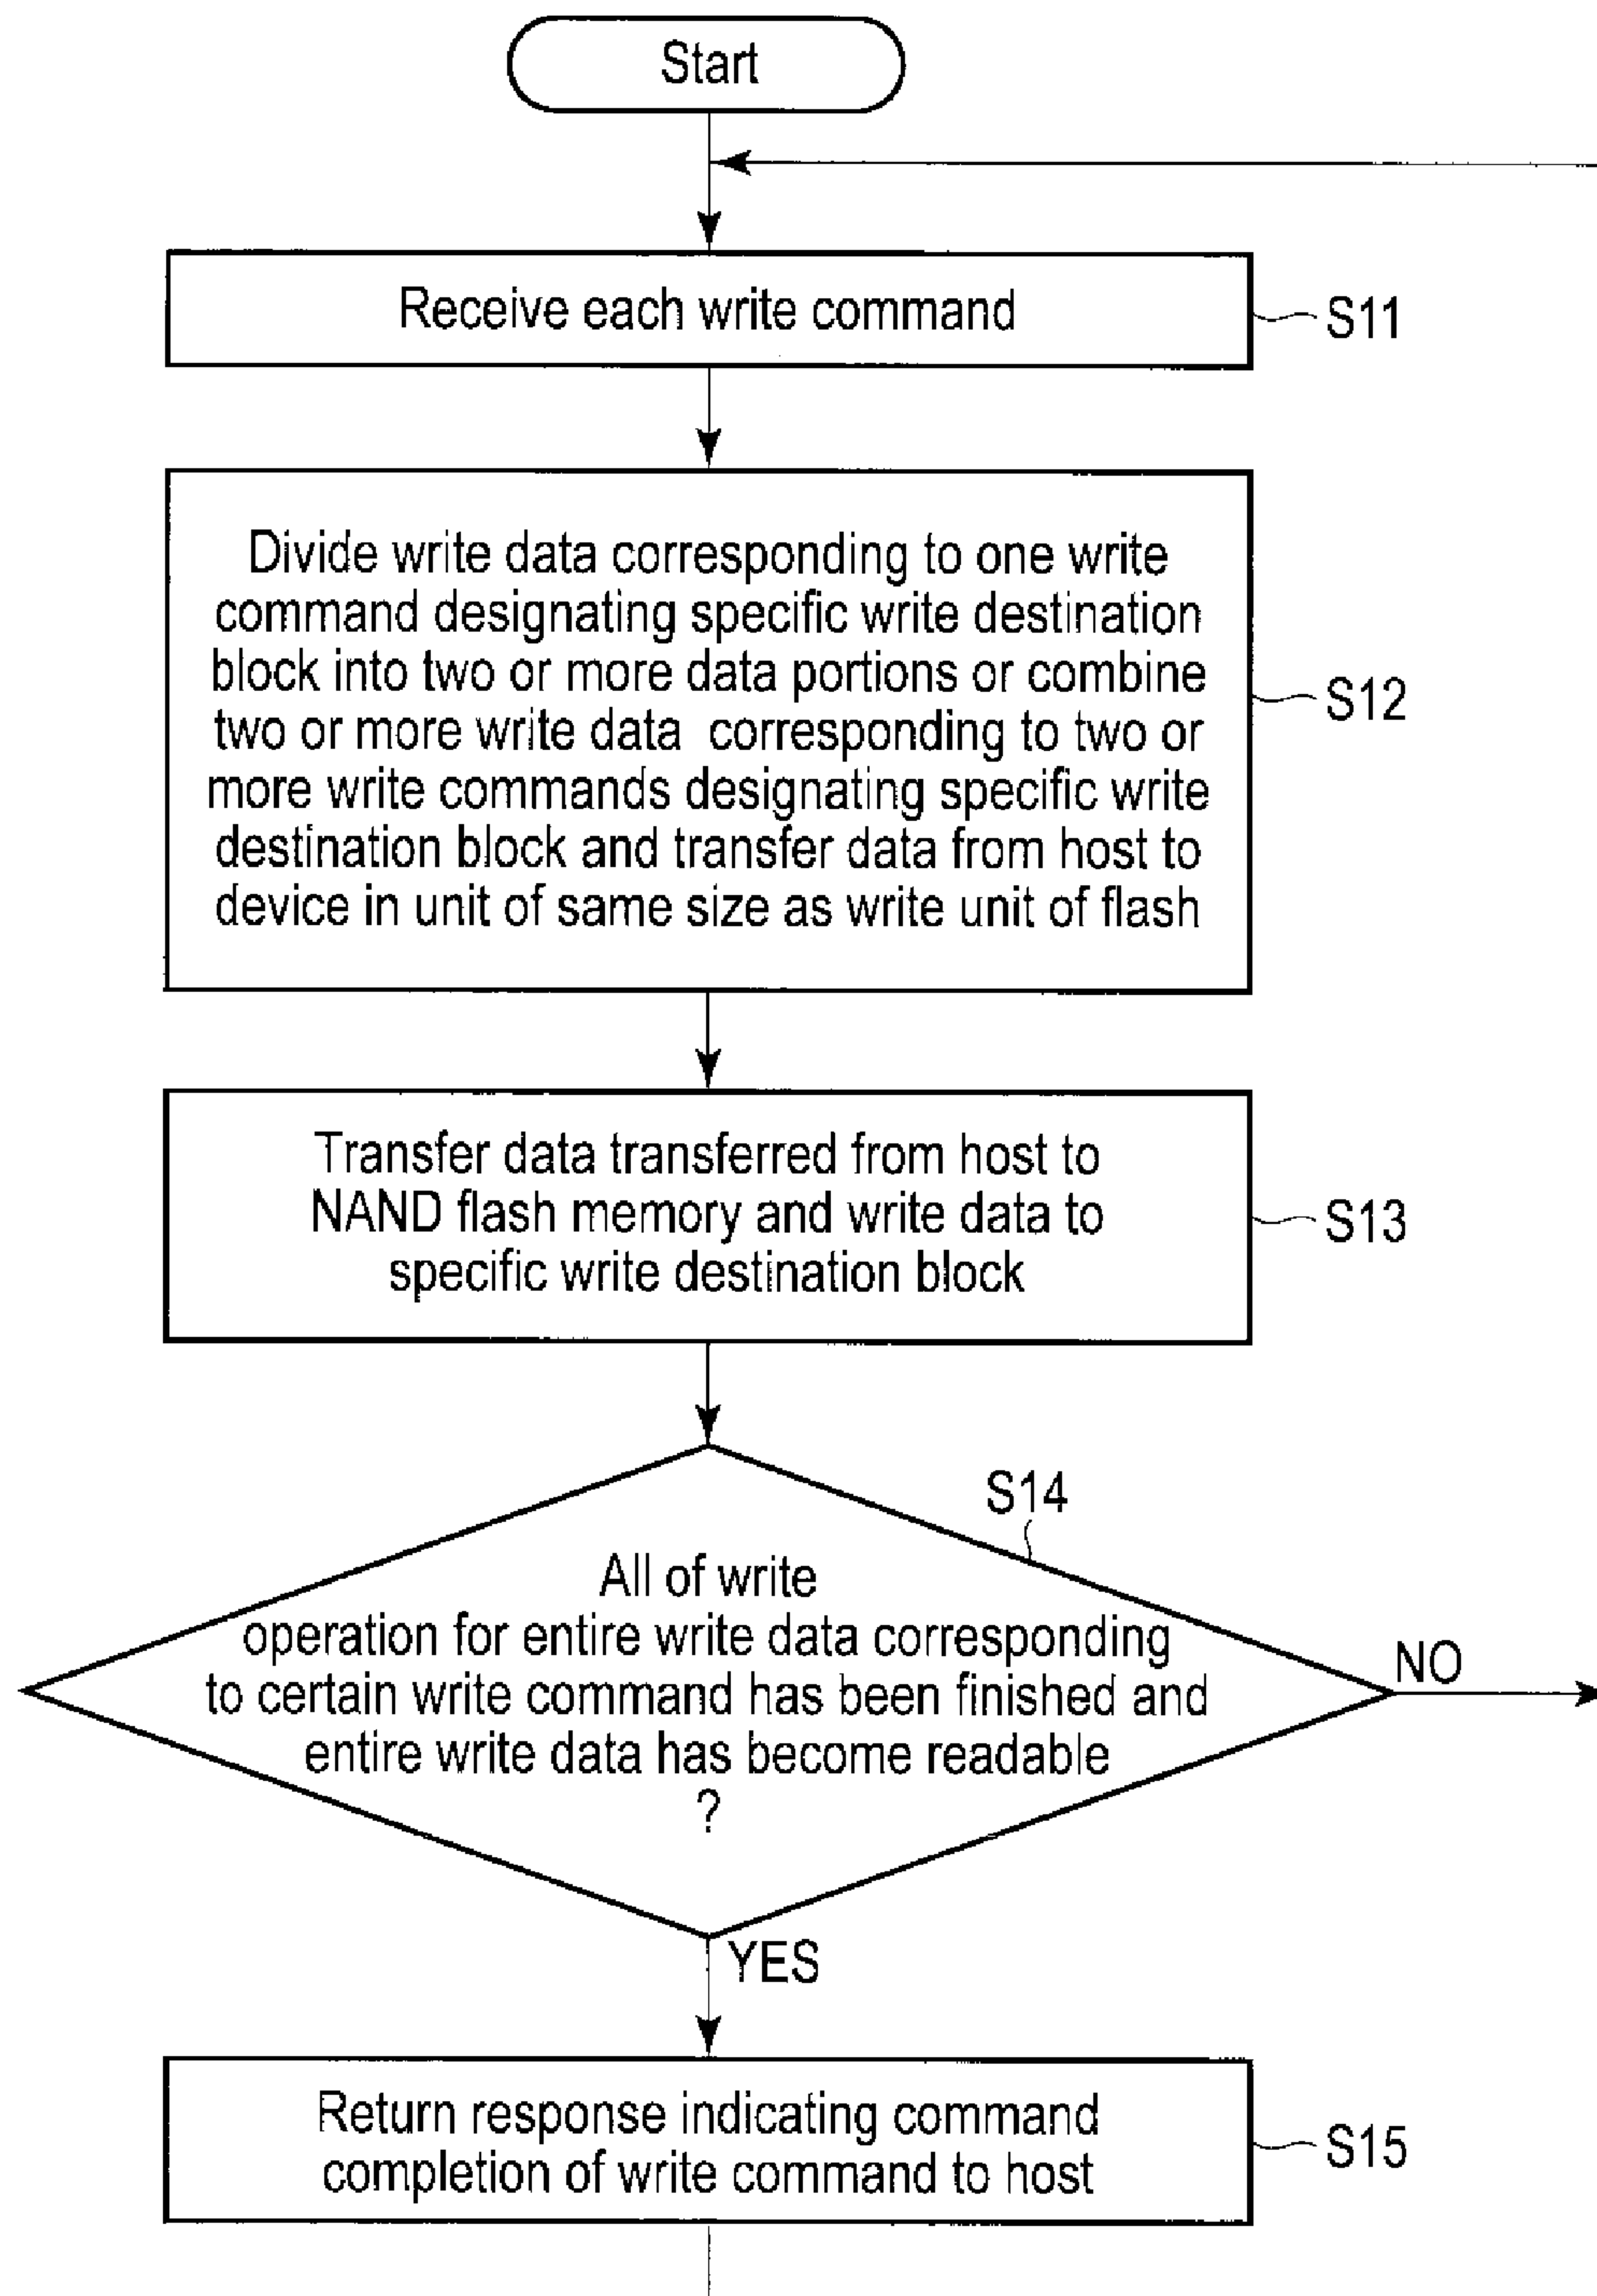 Start
Receive each write command
S11
Divide write data corresponding to one write
command designating specific write destination
block into two or more data portions or combine
two or more write data corresponding to two or
more write commands designating specific write
destination block and transfer data from host to
device in unit of same size as write unit of flash
S12
Transfer data transferred from host to
NAND flash memory and write data to
specific write destination block
S13
S14
All of write
operation for entire write data corresponding
to certain write command has been finished and
entire write data has become readable
?
NO
YES
Return response indicating command
completion of write command to host
S15